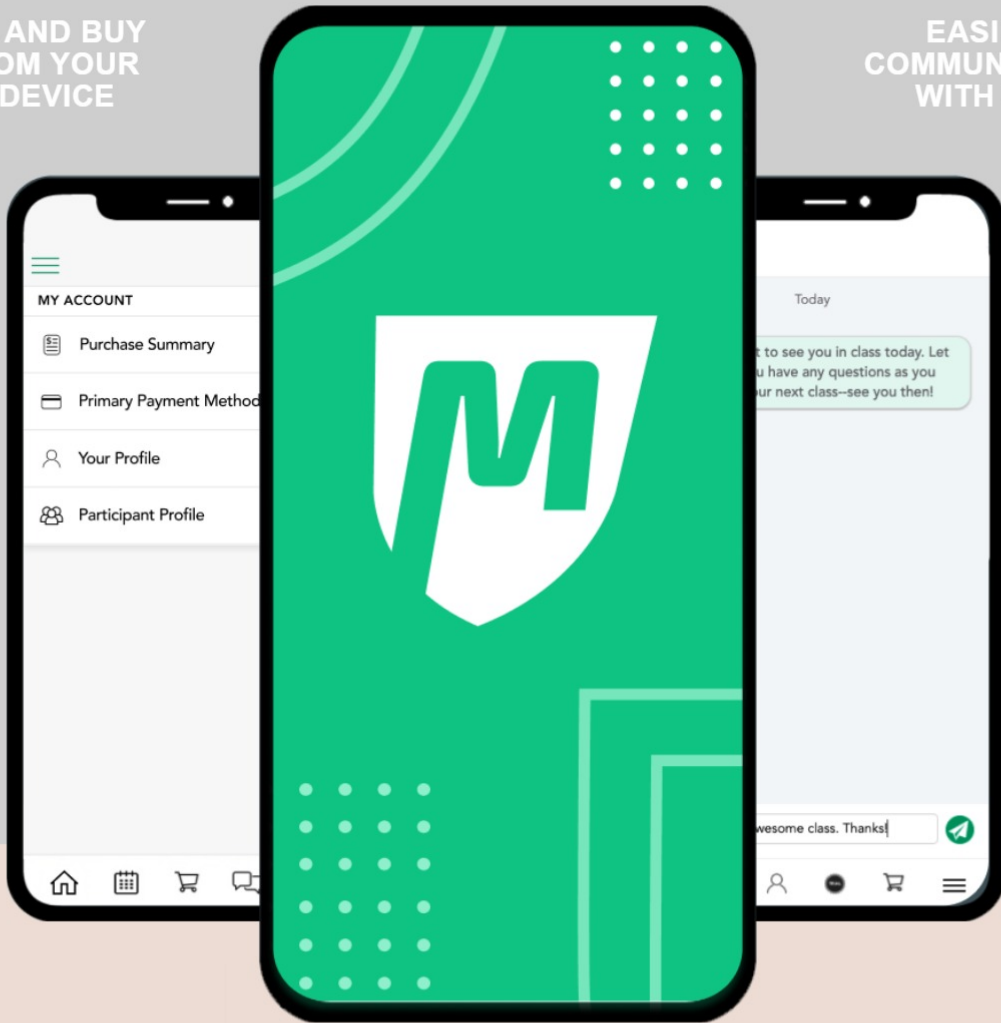 AND BUY
OM YOUR
DEVICE
EASI
COMMUN
WITH
MY ACCOUNT
Purchase Summary
Primary Payment Method
Your Profile
Participant Profile
M
Today
t to see you in class today. Let
u have any questions as you
ur next class--see you then!
wesome class. Thanks!